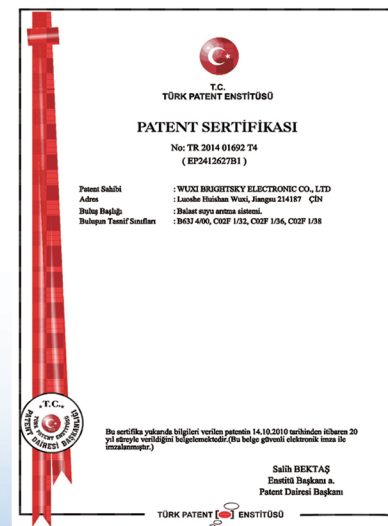 T.C.
TÜRK PATENT ENSTİTÜSÜ
PATENT SERTİFİKASI
No: TR 2014 01692 T4
( EP2412627B1 )
Patent Sahibi : WUXI BRIGHTSKY ELECTRONIC CO., LTD
Adres : Luoshe Huishan Wuxi, Jiangsu 214187 ÇİN
Buluş Başlığı : Balast suyu arıtma sistemi.
Buluşun Tasnif Sınıfları : B63J 4/00, C02F 1/32, C02F 1/36, C02F 1/38
T.C.
TÜRK PATENT ENSTİTÜSÜ
PATENT DAİRESİ BAŞKANLIĞI
Bu sertifika yukarıda bilgileri verilen patentin 14.10.2010 tarihinden itibaren 20
yıl süreyle verildiğini belgelemektedir.(Bu belge güvenli elektronik imza ile
imzalanmıştır.)
Salih BEKTAŞ
Enstitü Başkanı a.
Patent Dairesi Başkanı
TÜRK PATENT ENSTİTÜSÜ